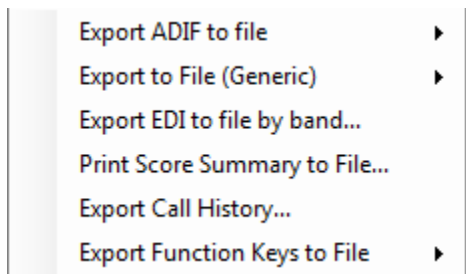 Export ADIF to file
Export to File (Generic)
Export EDI to file by band...
Print Score Summary to File...
Export Call History...
Export Function Keys to File